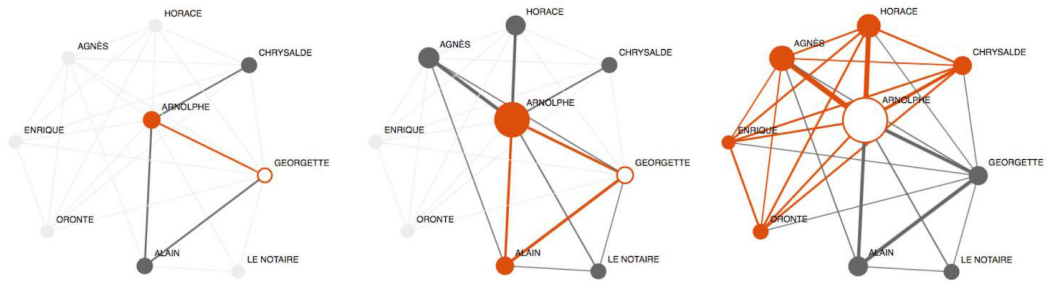 HORACE
AGNÈS
CHRYSALDE
ARNOLPHE
ENRIQUE
GEORGETTE
ORONTE
ALAIN
LE NOTAIRE
HORACE
AGNÈS
CHRYSALDE
ARNOLPHE
ENRIQUE
GEORGETTE
ORONTE
ALAIN
LE NOTAIRE
HORACE
AGNÈS
CHRYSALDE
ARNOLPHE
ENRIQUE
GEORGETTE
ORONTE
ALAIN
LE NOTAIRE